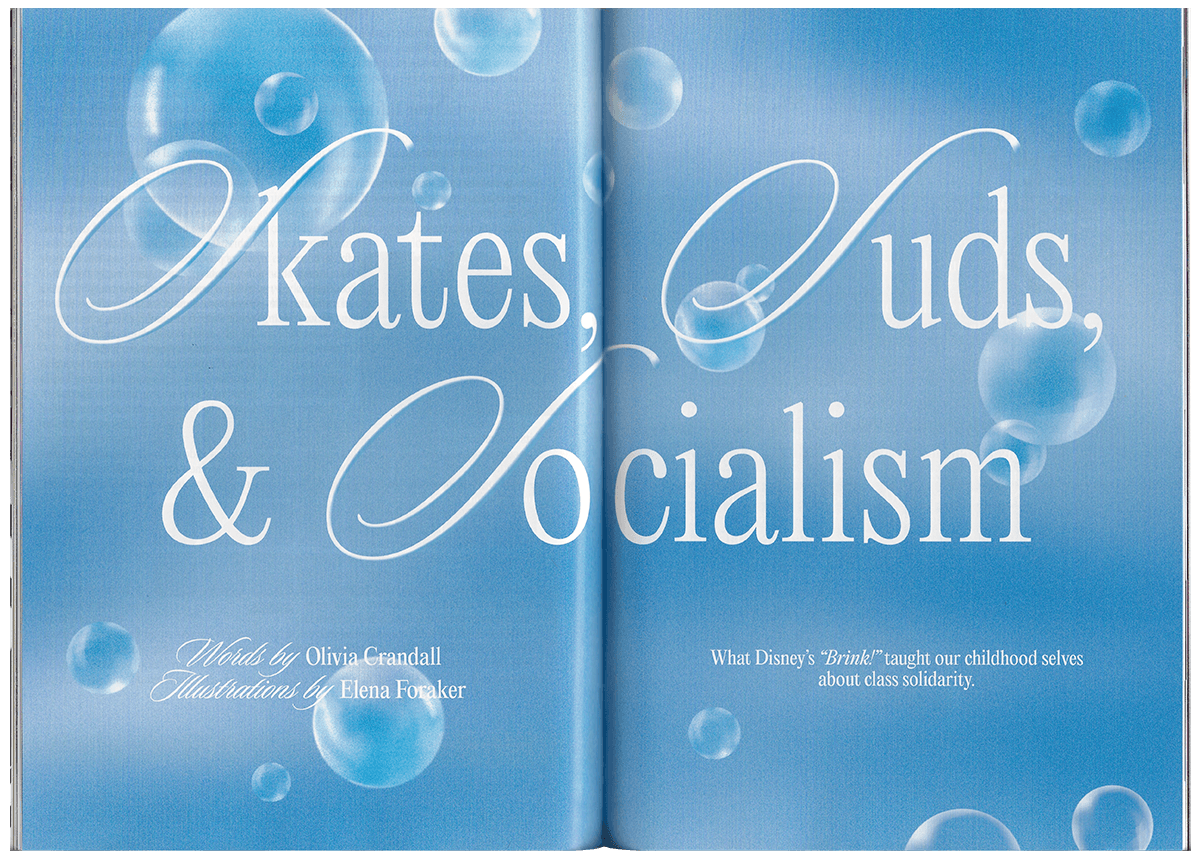 Skates, Suds,
& Socialism
Words by Olivia Crandall
Illustrations by Elena Foraker
What Disney's “Brink!” taught our childhood selves
about class solidarity.